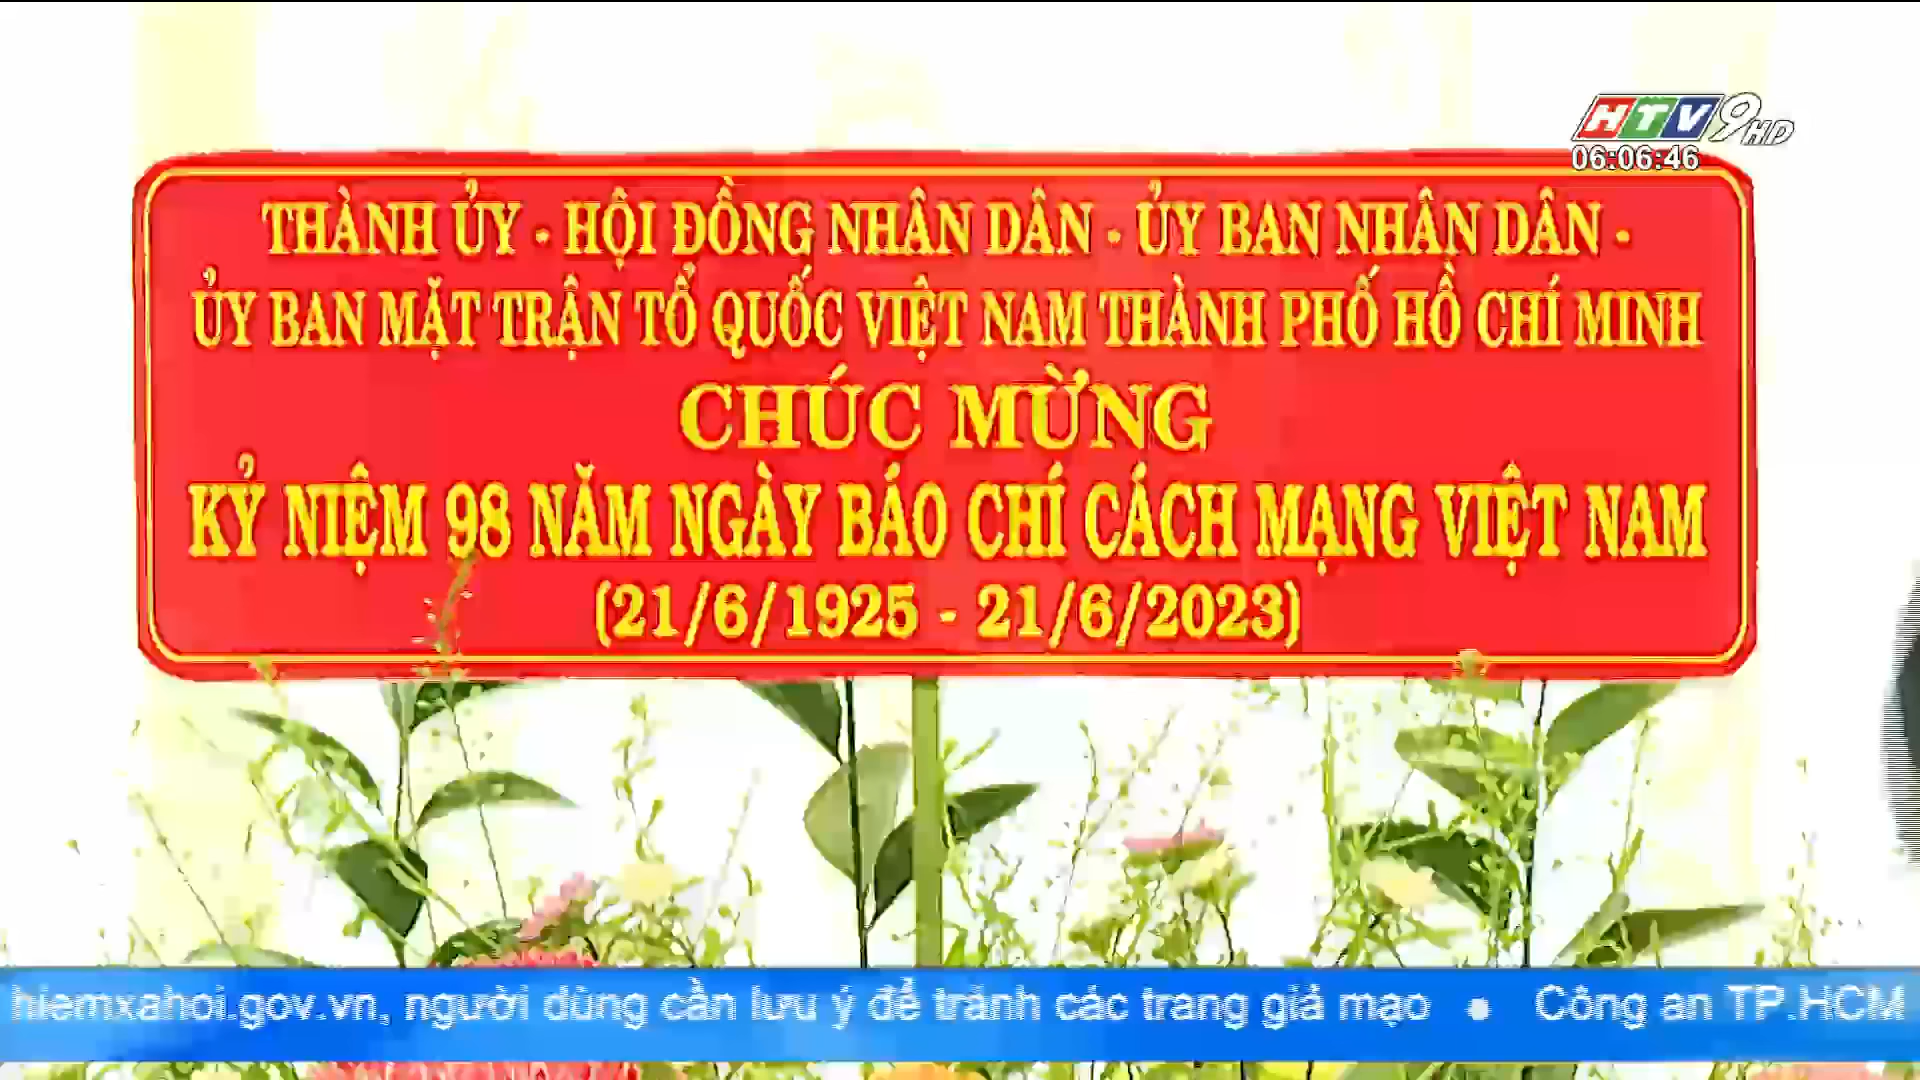 HTV9 HD
06:06:46
THÀNH ỦY - HỘI ĐỒNG NHÂN DÂN - ỦY BAN NHÂN DÂN -
ỦY BAN MẶT TRẬN TỔ QUỐC VIỆT NAM THÀNH PHỐ HỒ CHÍ MINH
CHÚC MỪNG
KỶ NIỆM 98 NĂM NGÀY BÁO CHÍ CÁCH MẠNG VIỆT NAM
(21/6/1925 - 21/6/2023)
hiemxahoi.gov.vn, người dùng cần lưu ý để tránh các trang giả mạo • Công an TP.HCM